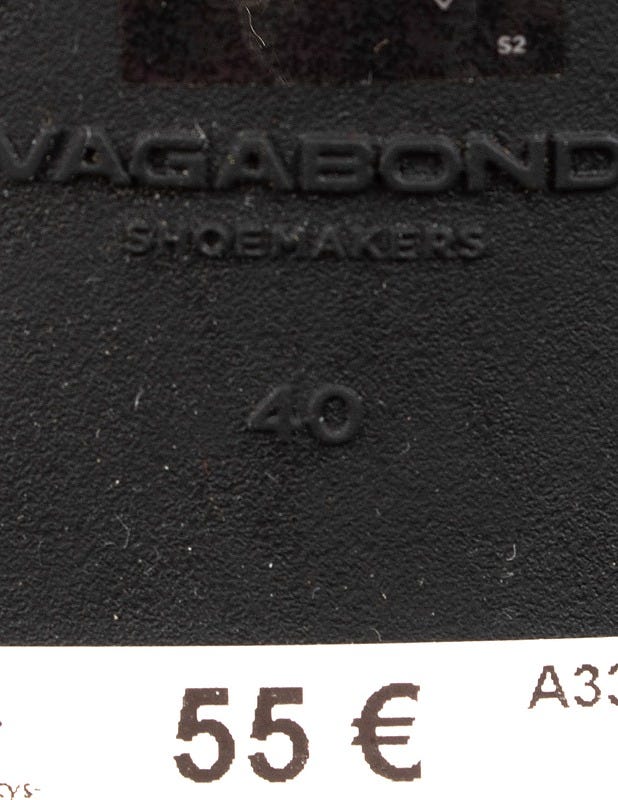 S2
VAGABOND
SHOEMAKERS
40
A33
55 €